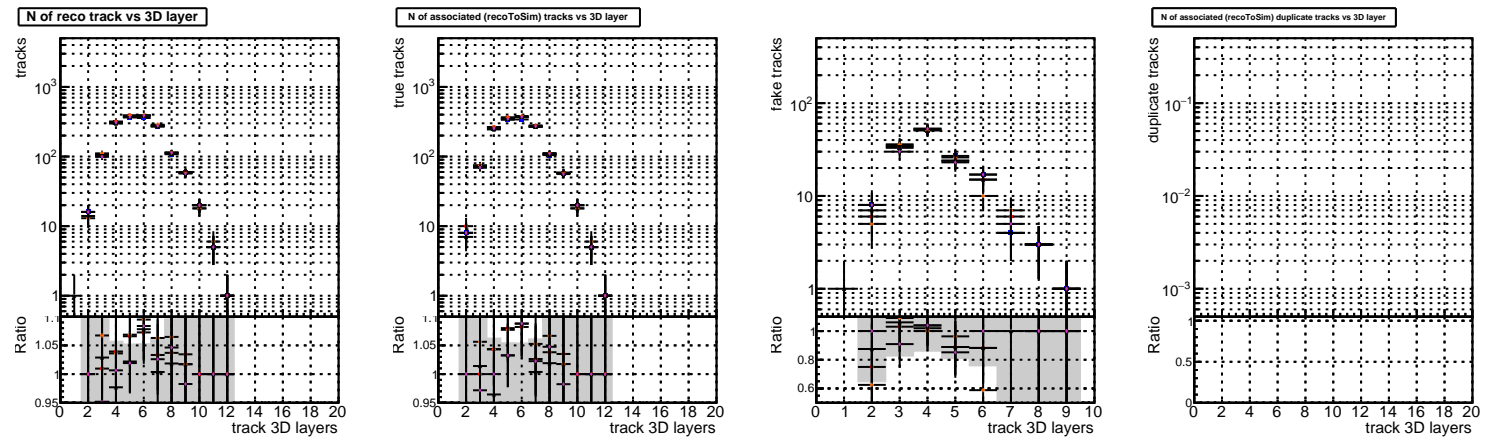 N of reco track vs 3D layer
tracks
10³
10²
10
1
Ratio
1.1
1.05
1
0.95
0 2 4 6 8 10 12 14 16 18 20
track 3D layers
N of associated (recoToSim) tracks vs 3D layer
true tracks
10³
10²
10
1
Ratio
1.1
1.05
1
0.95
0 2 4 6 8 10 12 14 16 18 20
track 3D layers
fake tracks
10²
10
1
Ratio
1
0.8
0.6
0 1 2 3 4 5 6 7 8 9 10
track 3D layers
N of associated (recoToSim) duplicate tracks vs 3D layer
duplicate tracks
10⁻¹
10⁻²
10⁻³
Ratio
1
0.5
0
0 2 4 6 8 10 12 14 16 18 20
track 3D layers